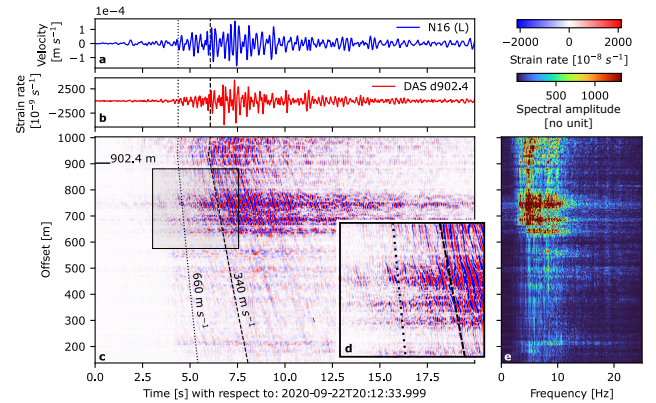 1e−4
Velocity
[m s⁻¹]
1
0
−1
N16 (L)
a
Strain rate
[10⁻⁹ s⁻¹]
2500
−2500
DAS d902.4
b
−2000 0 2000
Strain rate [10⁻⁸ s⁻¹]
500 1000
Spectral amplitude
[no unit]
Offset [m]
1000
900
800
700
600
500
400
300
200
902.4 m
660 m s⁻¹
340 m s⁻¹
c
d
e
0.0 2.5 5.0 7.5 10.0 12.5 15.0 17.5
Time [s] with respect to: 2020-09-22T20:12:33.999
0 10 20
Frequency [Hz]